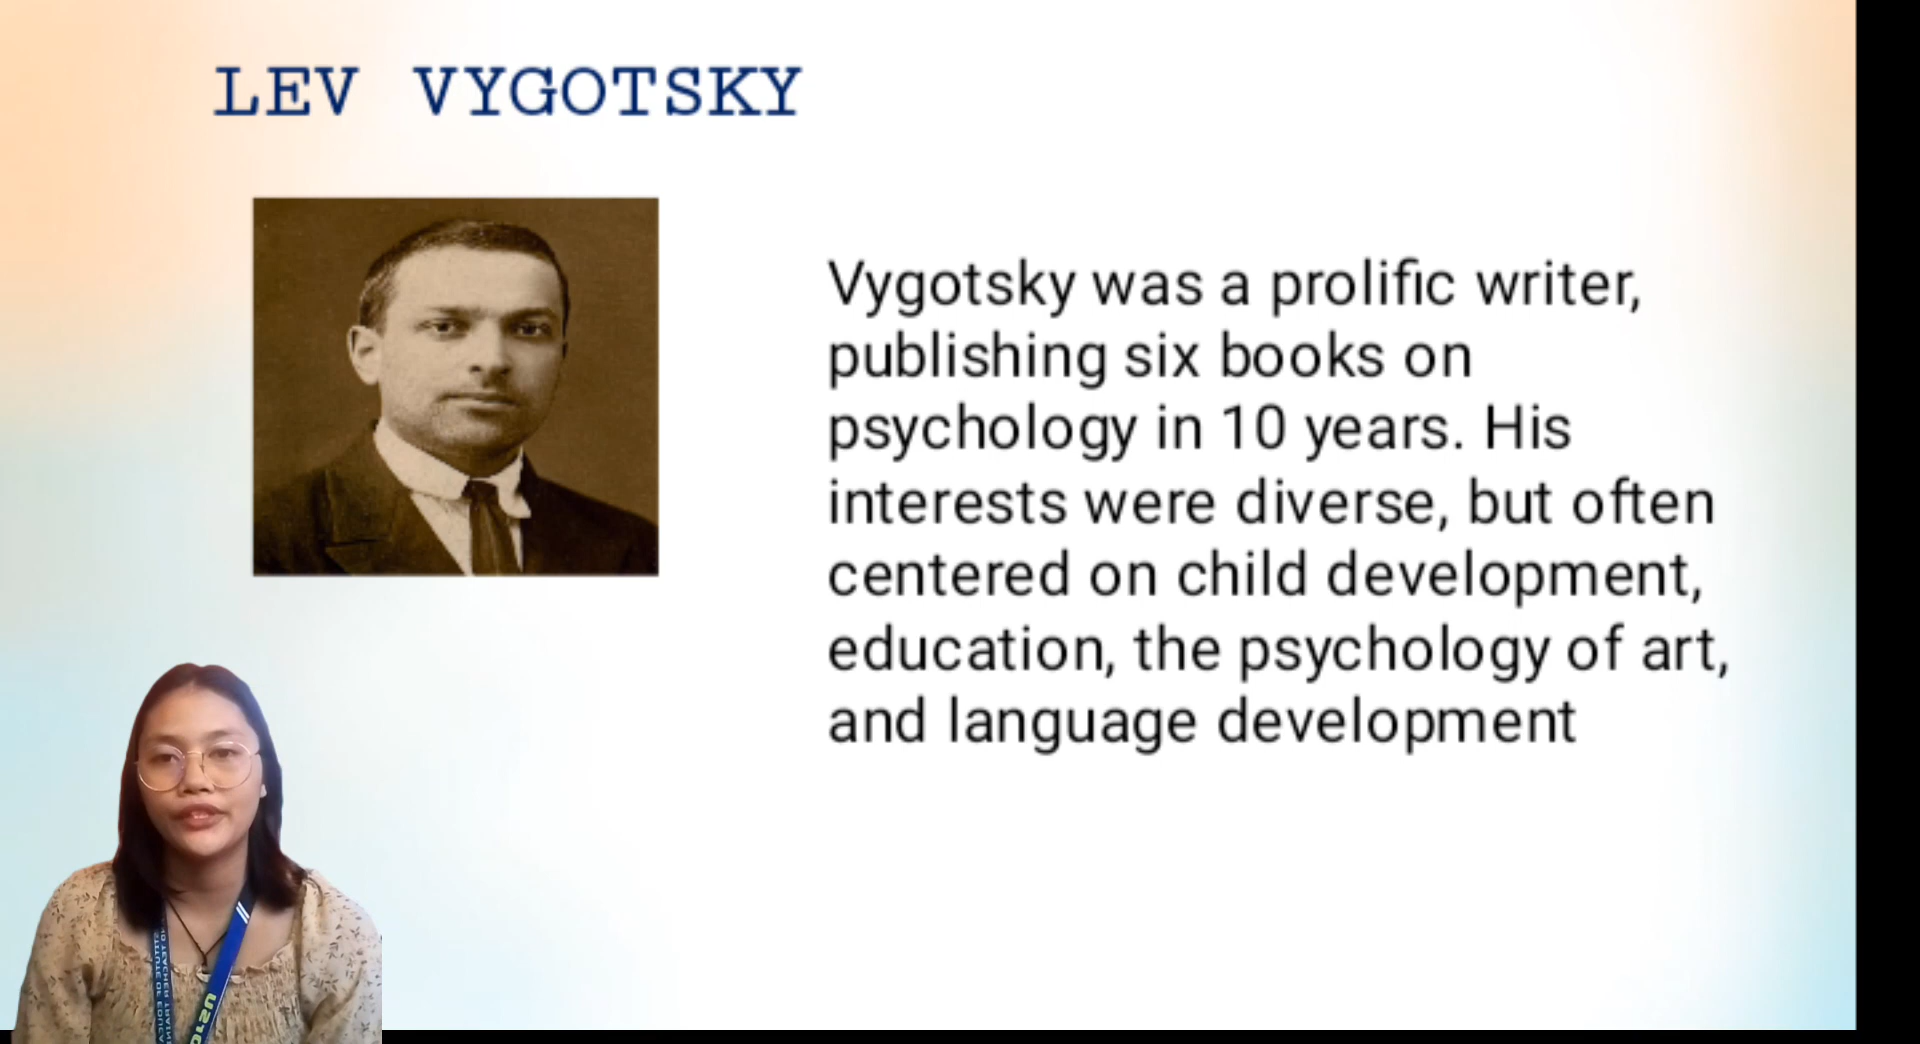 LEV VYGOTSKY
Vygotsky was a prolific writer,
publishing six books on
psychology in 10 years. His
interests were diverse, but often
centered on child development,
education, the psychology of art,
and language development